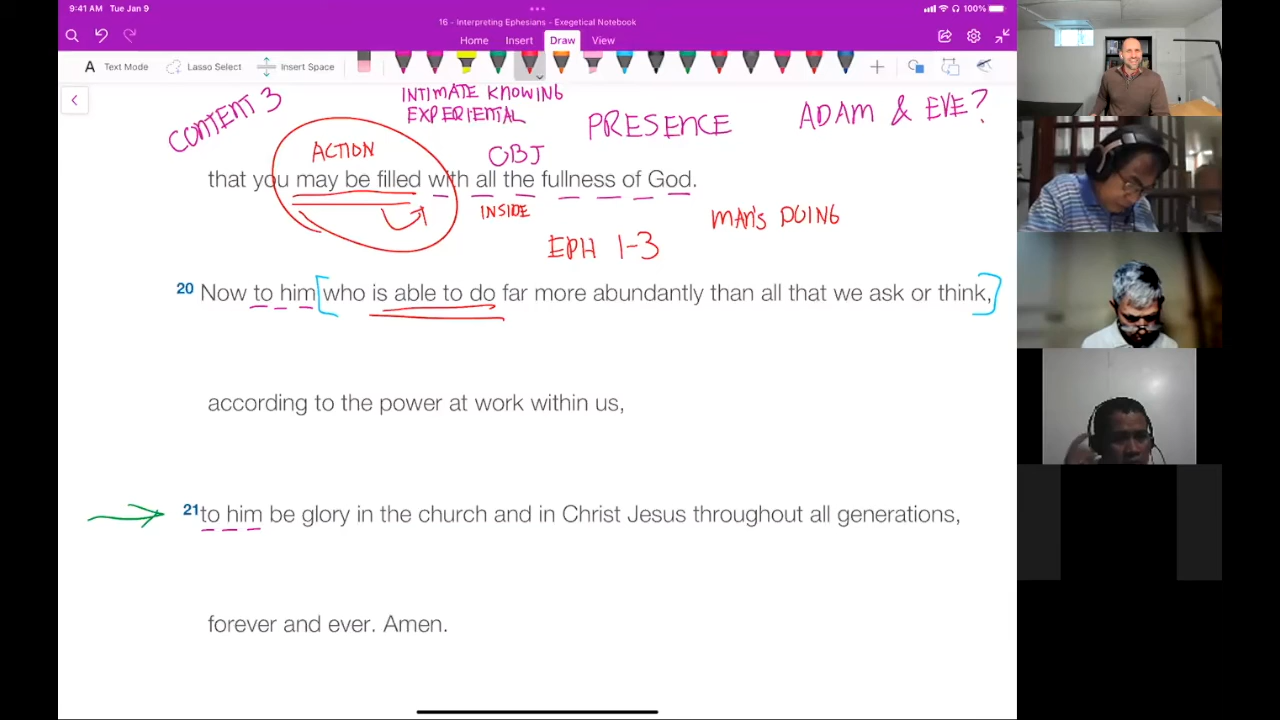 9:41 AM Tue Jan 9
100%
16 - Interpreting Ephesians - Exegetical Notebook
Home Insert Draw View
A Text Mode Lasso Select Insert Space
CONTENT 3
INTIMATE KNOWING
EXPERIENTIAL
PRESENCE
ADAM & EVE?
ACTION
OBJ
that you may be filled with all the fullness of God.
INSIDE
MAN'S DOING
EPH 1-3
20 Now to him [who is able to do far more abundantly than all that we ask or think,]
according to the power at work within us,
21 to him be glory in the church and in Christ Jesus throughout all generations,
forever and ever. Amen.